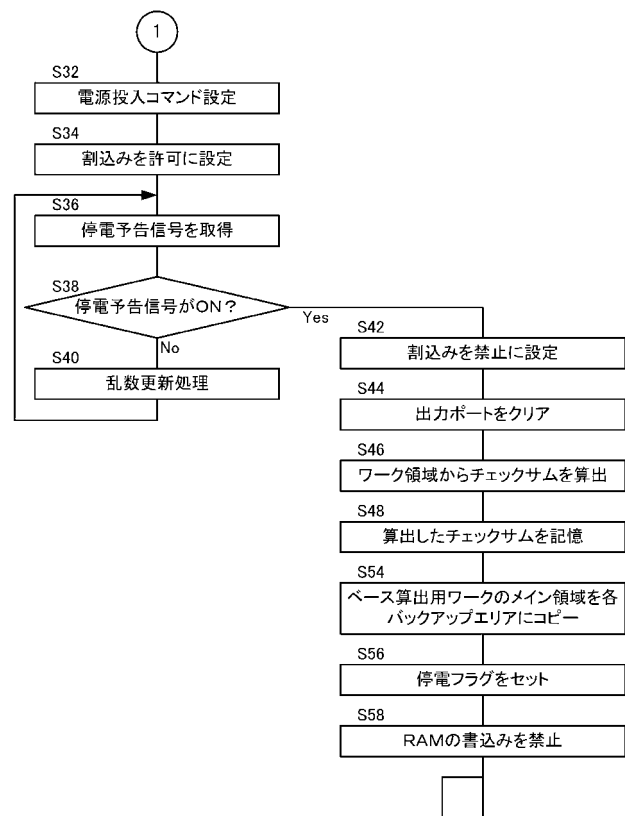 1
S32
電源投入コマンド設定
S34
割込みを許可に設定
S36
停電予告信号を取得
S38
停電予告信号がON？
Yes
No
S40
乱数更新処理
S42
割込みを禁止に設定
S44
出力ポートをクリア
S46
ワーク領域からチェックサムを算出
S48
算出したチェックサムを記憶
S54
ベース算出用ワークのメイン領域を各
バックアップエリアにコピー
S56
停電フラグをセット
S58
RAMの書込みを禁止